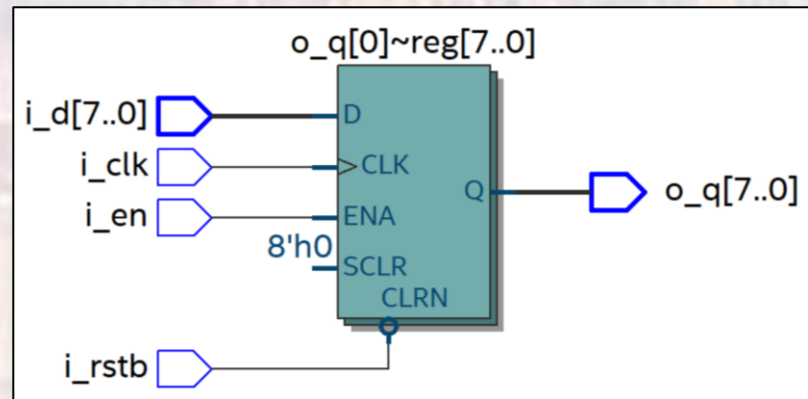 o_q[0]~reg[7..0]
i_d[7..0]
D
i_clk
CLK
Q
o_q[7..0]
i_en
ENA
8'h0
SCLR
CLRN
i_rstb